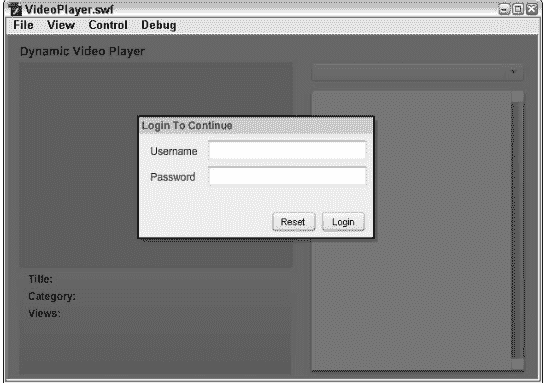 VideoPlayer.swf
File View Control Debug
Dynamic Video Player
Login To Continue
Username
Password
Reset Login
Title:
Category:
Views: